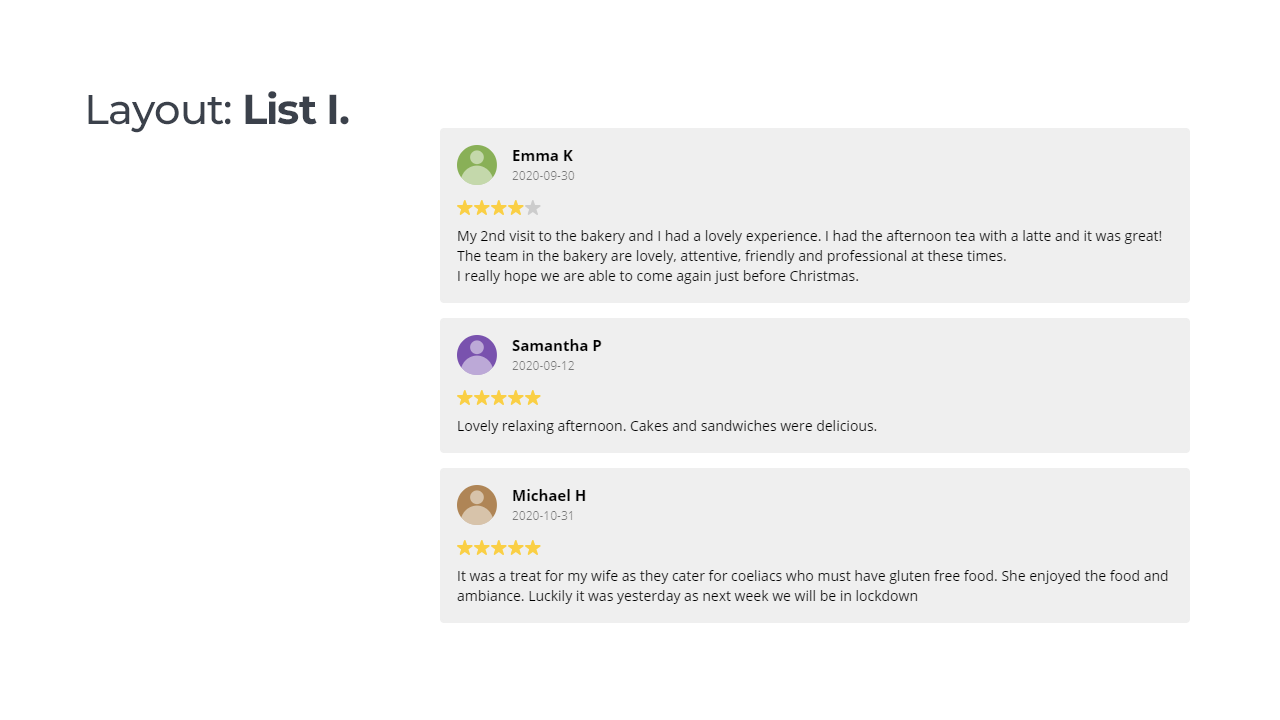 Layout: List I.
Emma K
2020-09-30
My 2nd visit to the bakery and I had a lovely experience. I had the afternoon tea with a latte and it was great!
The team in the bakery are lovely, attentive, friendly and professional at these times.
I really hope we are able to come again just before Christmas.
Samantha P
2020-09-12
Lovely relaxing afternoon. Cakes and sandwiches were delicious.
Michael H
2020-10-31
It was a treat for my wife as they cater for coeliacs who must have gluten free food. She enjoyed the food and
ambiance. Luckily it was yesterday as next week we will be in lockdown